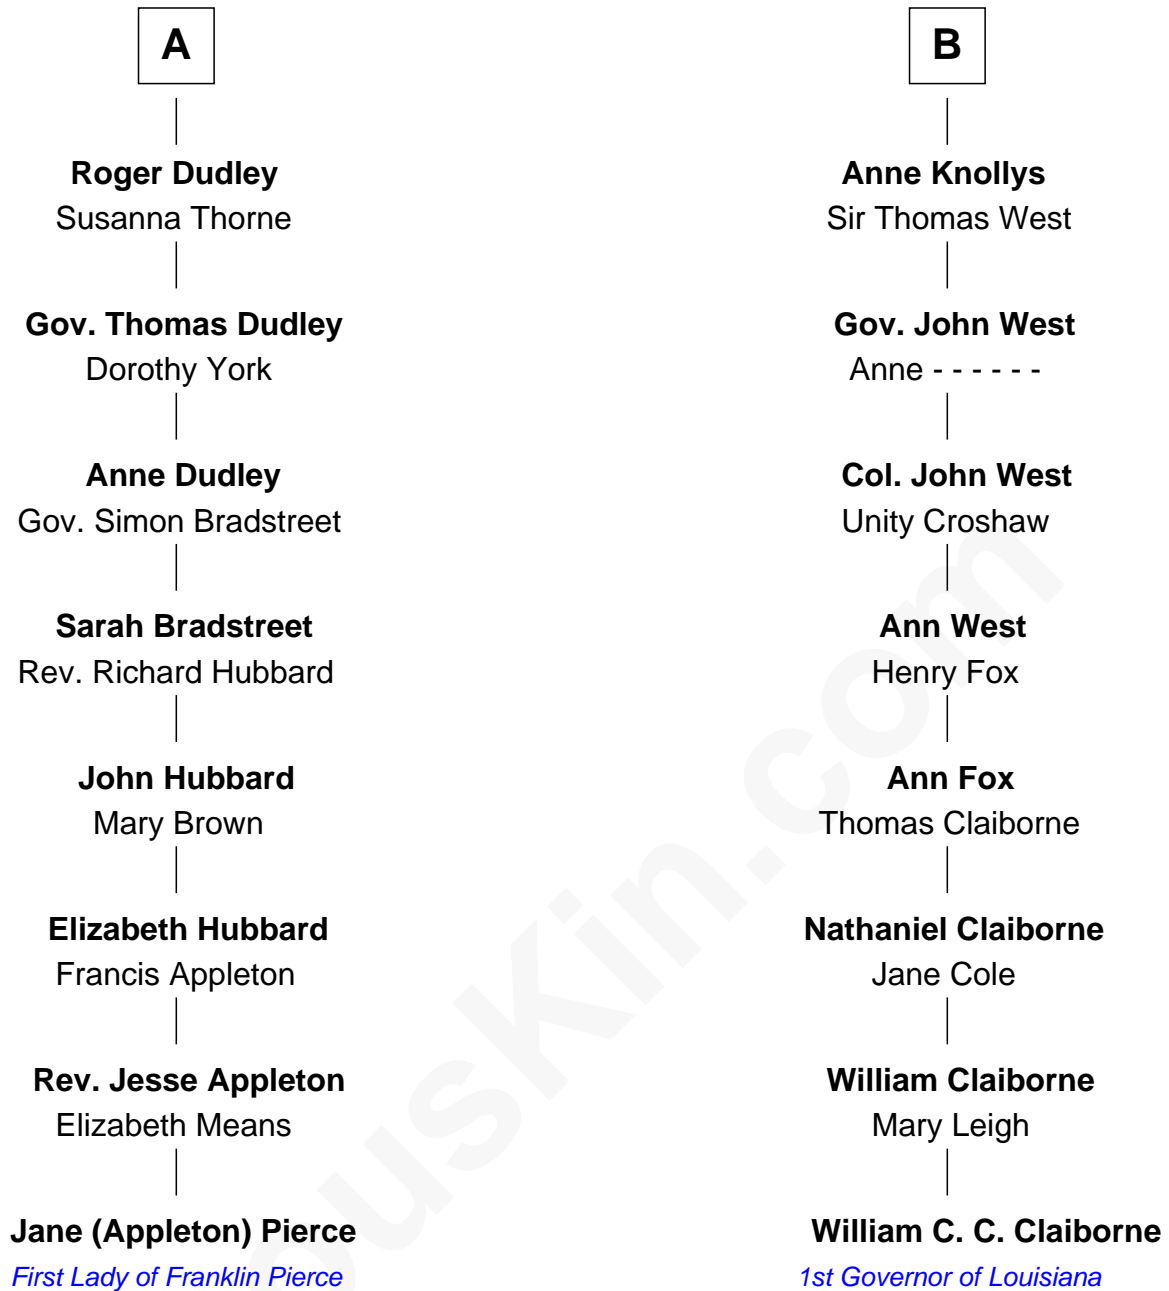 A
Roger Dudley
Susanna Thorne
Gov. Thomas Dudley
Dorothy York
Anne Dudley
Gov. Simon Bradstreet
Sarah Bradstreet
Rev. Richard Hubbard
John Hubbard
Mary Brown
Elizabeth Hubbard
Francis Appleton
Rev. Jesse Appleton
Elizabeth Means
Jane (Appleton) Pierce
First Lady of Franklin Pierce
B
Anne Knollys
Sir Thomas West
Gov. John West
Anne - - - - - -
Col. John West
Unity Croshaw
Ann West
Henry Fox
Ann Fox
Thomas Claiborne
Nathaniel Claiborne
Jane Cole
William Claiborne
Mary Leigh
William C. C. Claiborne
1st Governor of Louisiana
ousKin.com